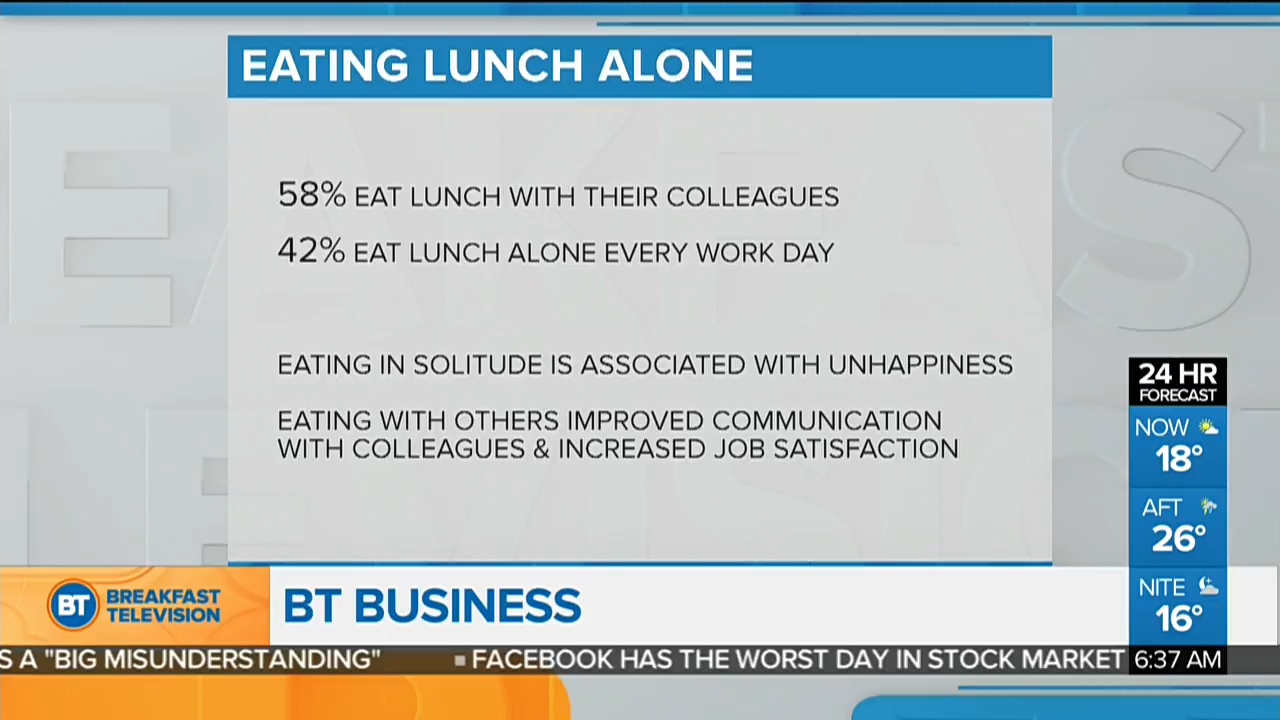 EATING LUNCH ALONE
58% EAT LUNCH WITH THEIR COLLEAGUES
42% EAT LUNCH ALONE EVERY WORK DAY
EATING IN SOLITUDE IS ASSOCIATED WITH UNHAPPINESS
EATING WITH OTHERS IMPROVED COMMUNICATION
WITH COLLEAGUES & INCREASED JOB SATISFACTION
24 HR
FORECAST
NOW
18°
AFT
26°
NITE
16°
BT BREAKFAST
TELEVISION
BT BUSINESS
S A "BIG MISUNDERSTANDING" ■ FACEBOOK HAS THE WORST DAY IN STOCK MARKET
6:37 AM